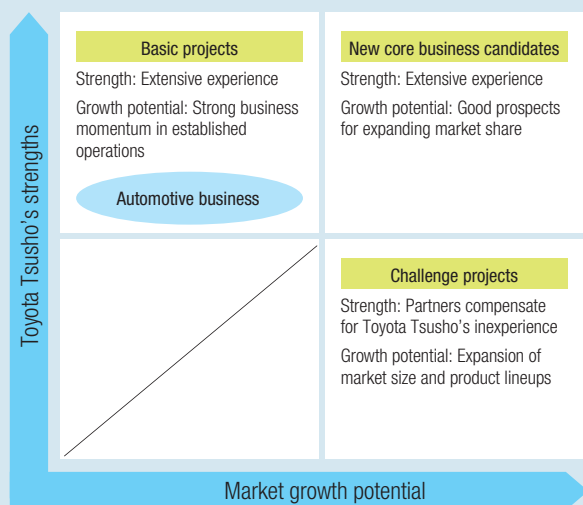 Toyota Tsusho's strengths
Basic projects
Strength: Extensive experience
Growth potential: Strong business
momentum in established
operations
Automotive business
New core business candidates
Strength: Extensive experience
Growth potential: Good prospects
for expanding market share
Challenge projects
Strength: Partners compensate
for Toyota Tsusho's inexperience
Growth potential: Expansion of
market size and product lineups
Market growth potential